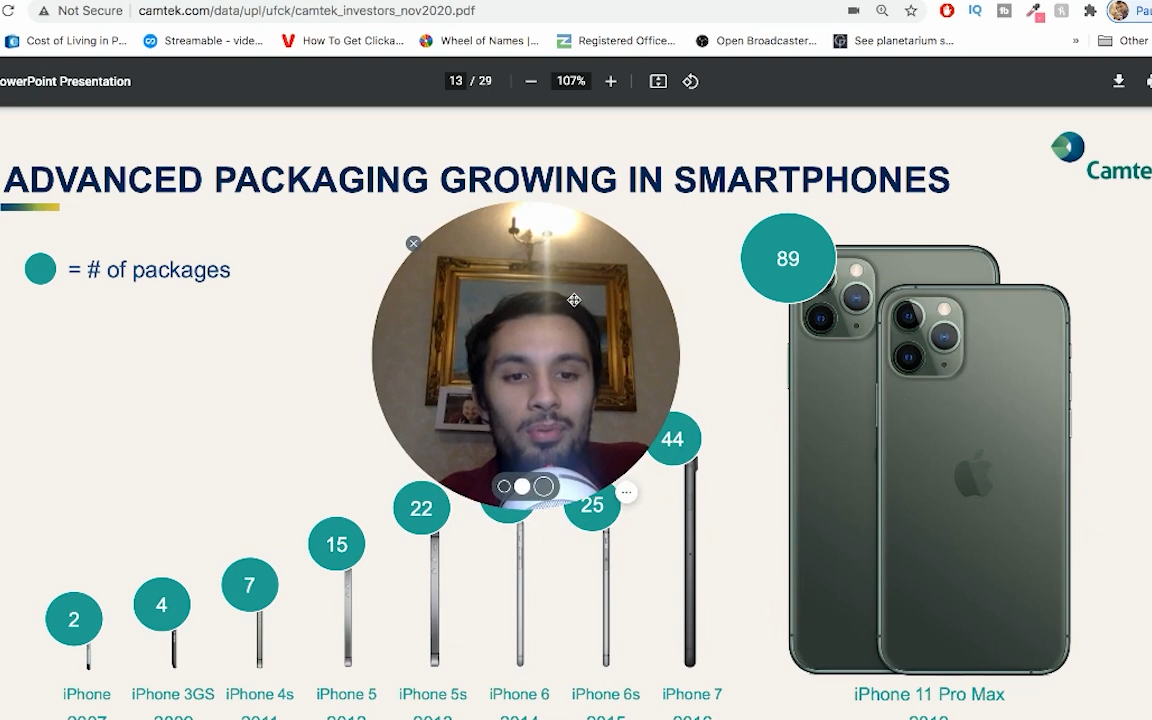 Not Secure camtek.com/data/upl/ufck/camtek_investors_nov2020.pdf
IQ
Pau
Cost of Living in P... Streamable - vide... How To Get Clicka... Wheel of Names |... Registered Office... Open Broadcaster... See planetarium s... » Other
owerPoint Presentation 13 / 29 — 107% +
ADVANCED PACKAGING GROWING IN SMARTPHONES
Camte
= # of packages
89
44
25
22
15
7
4
2
iPhone iPhone 3GS iPhone 4s iPhone 5 iPhone 5s iPhone 6 iPhone 6s iPhone 7 iPhone 11 Pro Max